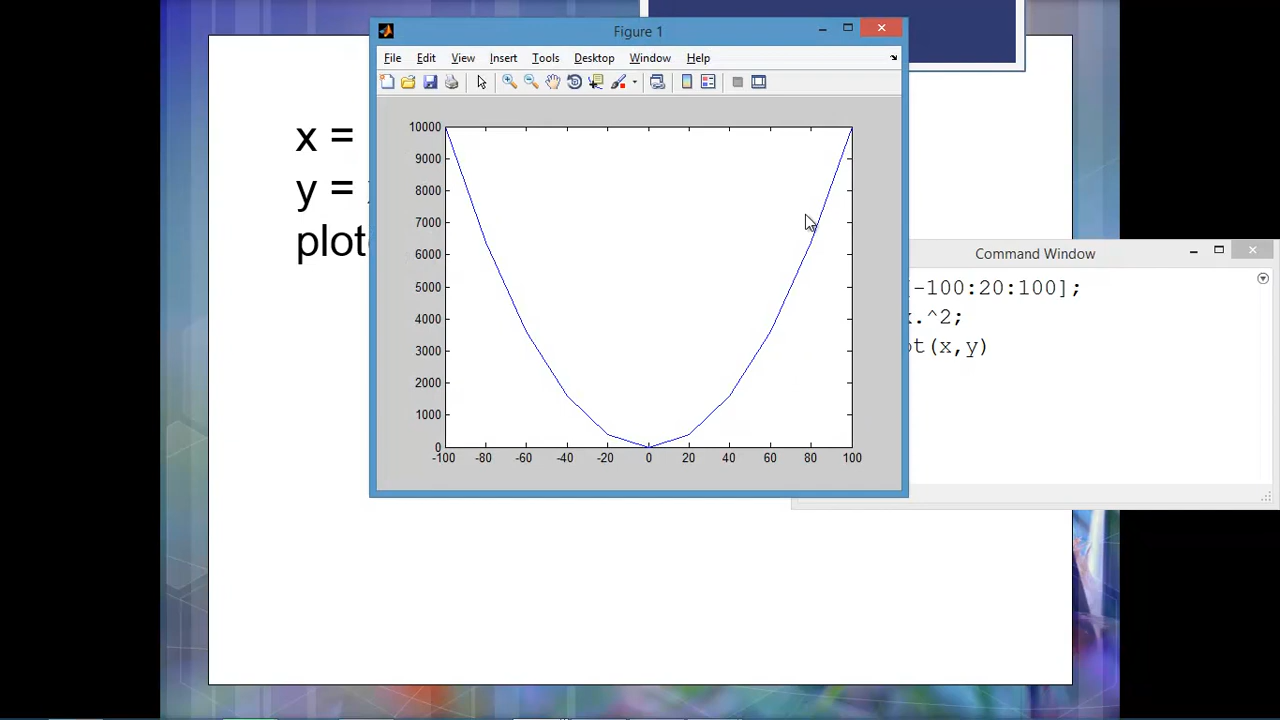 Figure 1
File Edit View Insert Tools Desktop Window Help
x =
y =
plot
10000
9000
8000
7000
6000
5000
4000
3000
2000
1000
0
-100 -80 -60 -40 -20 0 20 40 60 80 100
Command Window
[-100:20:100];
x.^2;
ot(x,y)